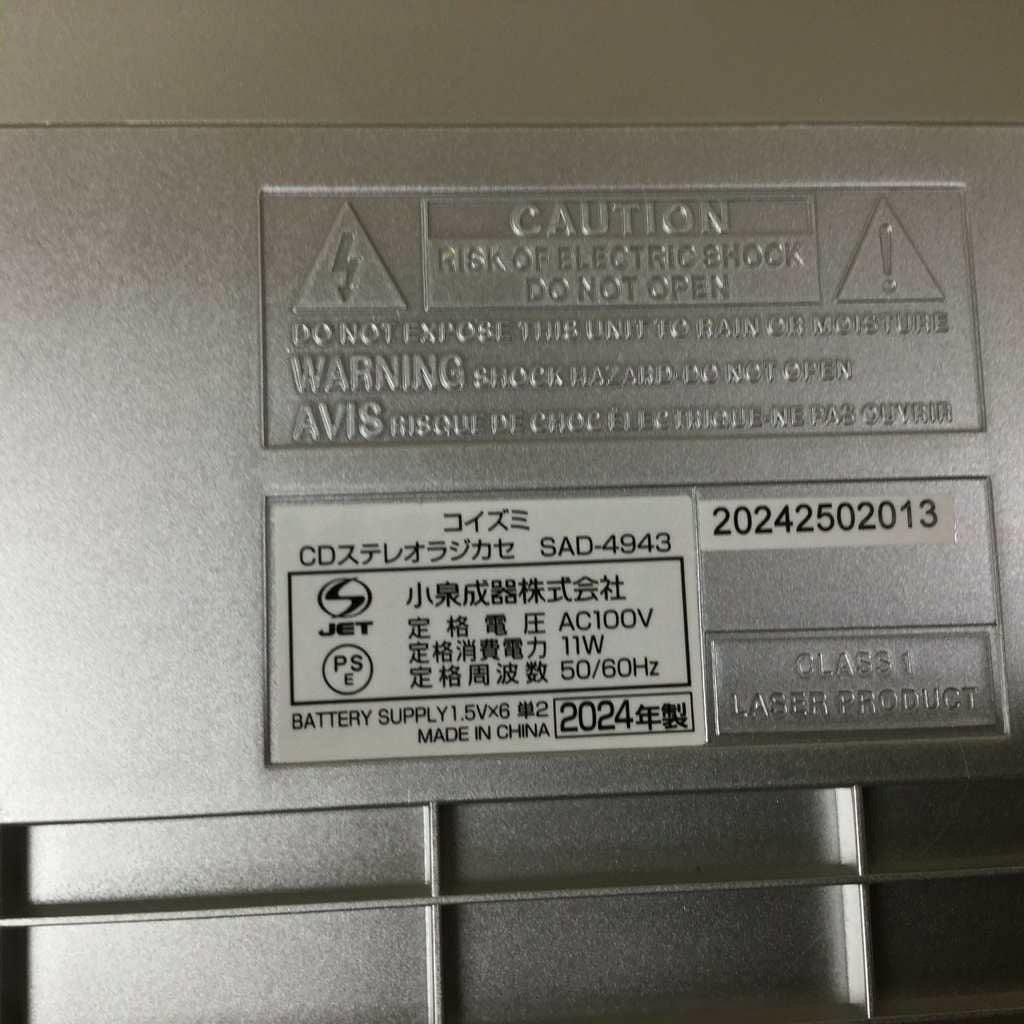 CAUTION
RISK OF ELECTRIC SHOCK
DO NOT OPEN
DO NOT EXPOSE THIS UNIT TO RAIN OR MOISTURE
WARNING SHOCK HAZARD-DO NOT OPEN
AVIS RISQUE DE CHOC ÉLECTRIQUE-NE PAS OUVRIR
コイズミ
CDステレオラジカセ SAD-4943
小泉成器株式会社
JET
定格電圧 AC100V
定格消費電力 11W
定格周波数 50/60Hz
PS
E
BATTERY SUPPLY1.5V×6 単2
MADE IN CHINA
2024年製
20242502013
CLASS 1
LASER PRODUCT